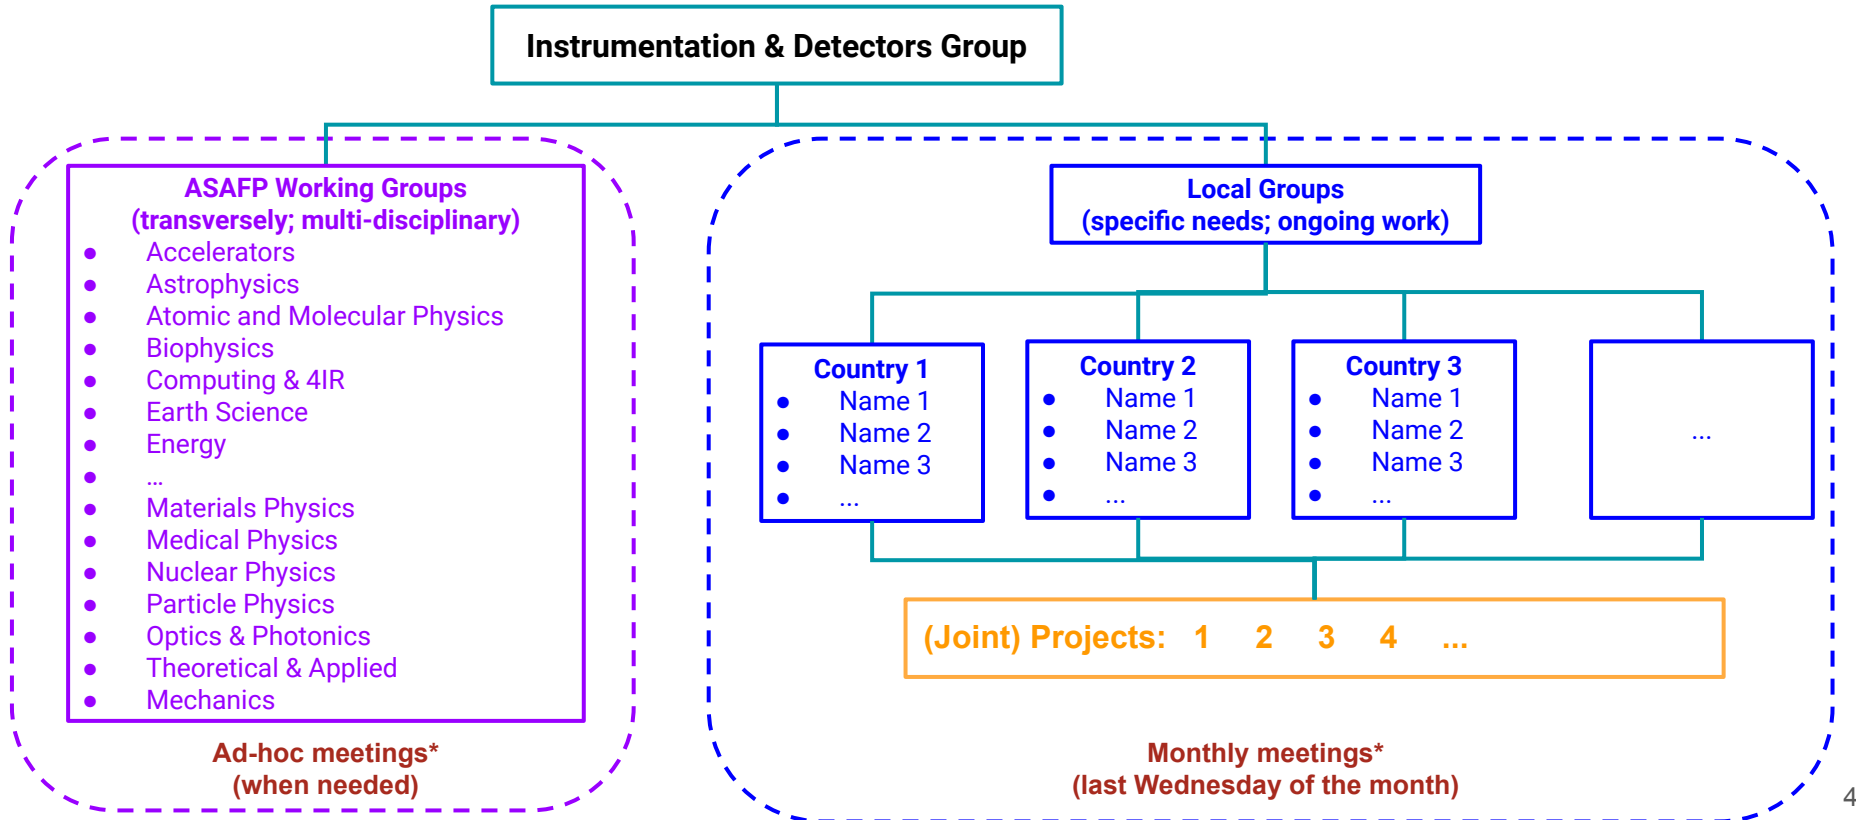 Instrumentation & Detectors Group
ASAFP Working Groups
(transversely; multi-disciplinary)
● Accelerators
● Astrophysics
● Atomic and Molecular Physics
● Biophysics
● Computing & 4IR
● Earth Science
● Energy
● ...
● Materials Physics
● Medical Physics
● Nuclear Physics
● Particle Physics
● Optics & Photonics
● Theoretical & Applied
● Mechanics
Ad-hoc meetings*
(when needed)
Local Groups
(specific needs; ongoing work)
Country 1
● Name 1
● Name 2
● Name 3
● ...
Country 2
● Name 1
● Name 2
● Name 3
● ...
Country 3
● Name 1
● Name 2
● Name 3
● ...
...
(Joint) Projects: 1 2 3 4 ...
Monthly meetings*
(last Wednesday of the month)
4